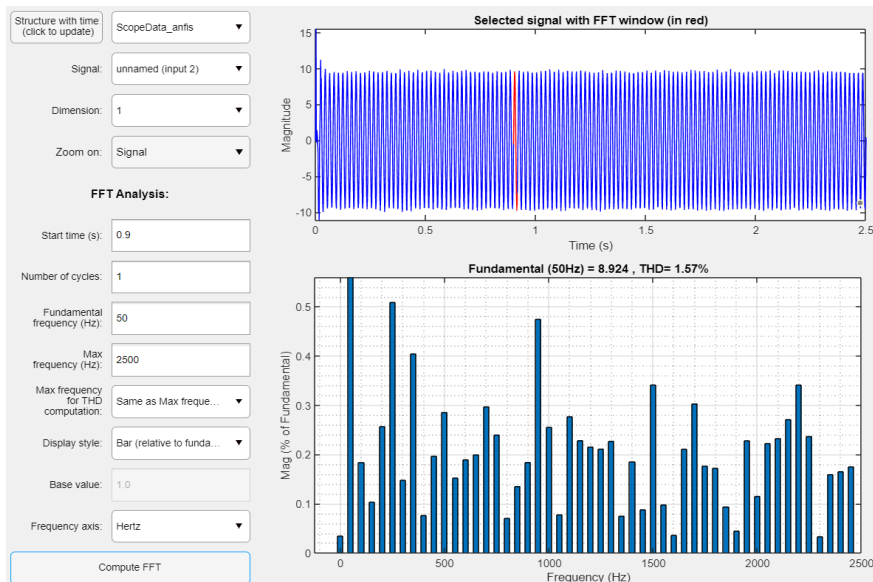 Structure with time
(click to update)
ScopeData_anfis
Signal:
unnamed (input 2)
Dimension:
1
Zoom on:
Signal
FFT Analysis:
Start time (s):
0.9
Number of cycles:
1
Fundamental
frequency (Hz):
50
Max
frequency (Hz):
2500
Max frequency
for THD
computation:
Same as Max freque...
Display style:
Bar (relative to funda...
Base value:
1.0
Frequency axis:
Hertz
Compute FFT
Selected signal with FFT window (in red)
Magnitude
15
10
5
0
-5
-10
0
0.5
1
1.5
2
2.5
Time (s)
Fundamental (50Hz) = 8.924 , THD= 1.57%
Mag (% of Fundamental)
0.5
0.4
0.3
0.2
0.1
0
0
500
1000
1500
2000
2500
Frequency (Hz)